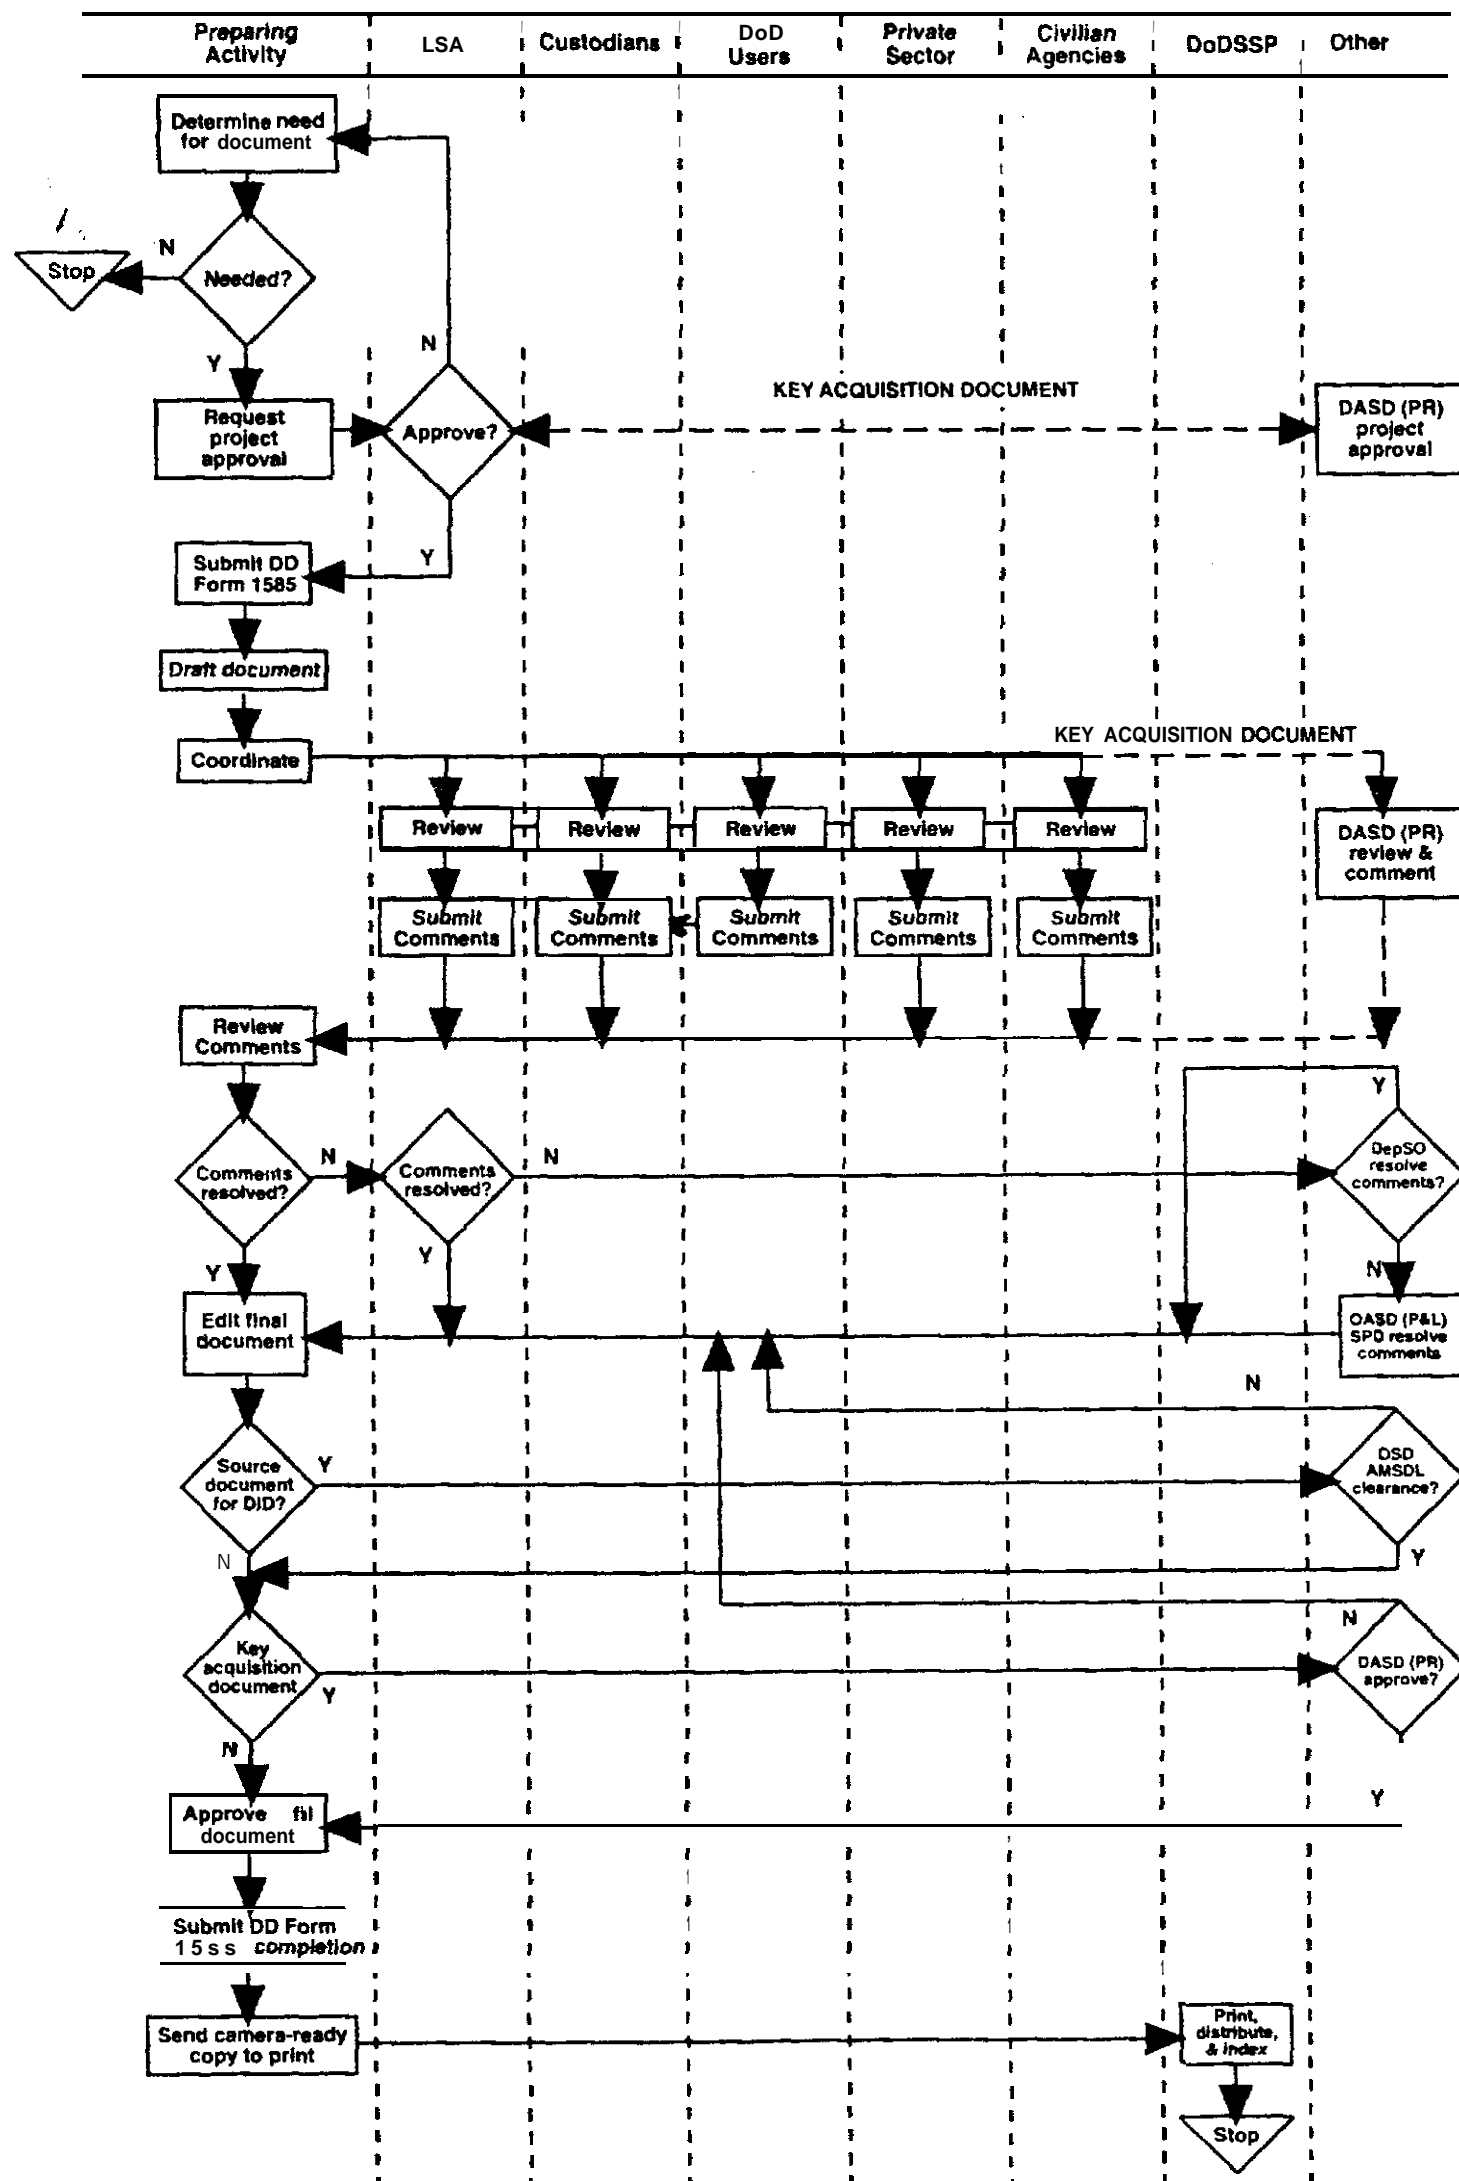 Preparing
Activity
LSA
Custodians
DoD
Users
Private
Sector
Civilian
Agencies
DoDSSP
Other
Determine need
for document
N
Stop
Needed?
Y
N
Request
project
approval
Approve?
KEY ACQUISITION DOCUMENT
DASD (PR)
project
approval
Y
Submit DD
Form 1585
Draft document
Coordinate
KEY ACQUISITION DOCUMENT
Review
Review
Review
Review
Review
DASD (PR)
review &
comment
Submit
Comments
Submit
Comments
Submit
Comments
Submit
Comments
Submit
Comments
Review
Comments
Y
Comments
resolved?
N
Comments
resolved?
N
DepSO
resolve
comments?
Y
Y
N
Edit final
document
OASD (P&L)
SPD resolve
comments
N
Source
document
for DID?
Y
DSD
AMSDL
clearance?
N
Y
N
Key
acquisition
document
Y
DASD (PR)
approve?
N
Y
Approve fil
document
Submit DD Form
15ss completion
Send camera-ready
copy to print
Print,
distribute,
& index
Stop